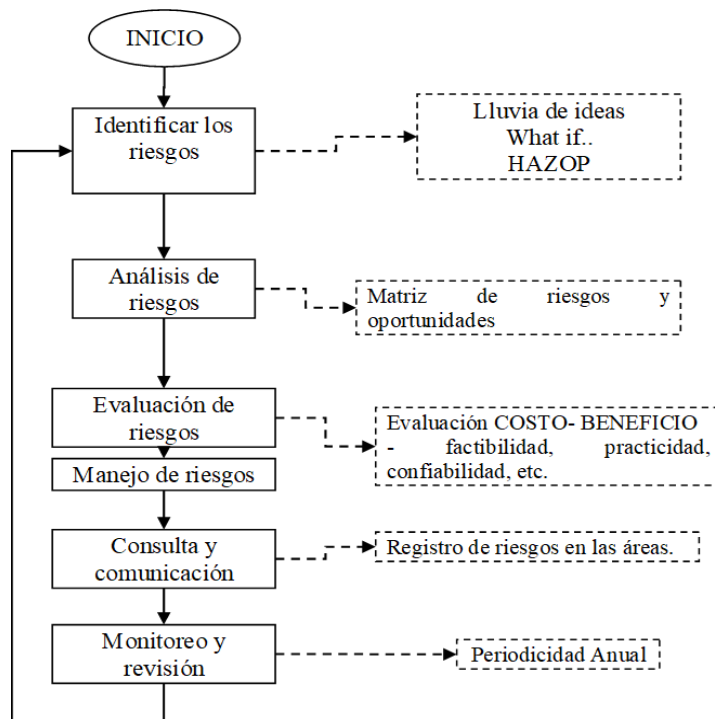 INICIO
Identificar los
riesgos
Lluvia de ideas
What if..
HAZOP
Análisis de
riesgos
Matriz de riesgos y
oportunidades
Evaluación de
riesgos
Evaluación COSTO- BENEFICIO
- factibilidad, practicidad,
confiabilidad, etc.
Manejo de riesgos
Consulta y
comunicación
Registro de riesgos en las áreas.
Monitoreo y
revisión
Periodicidad Anual